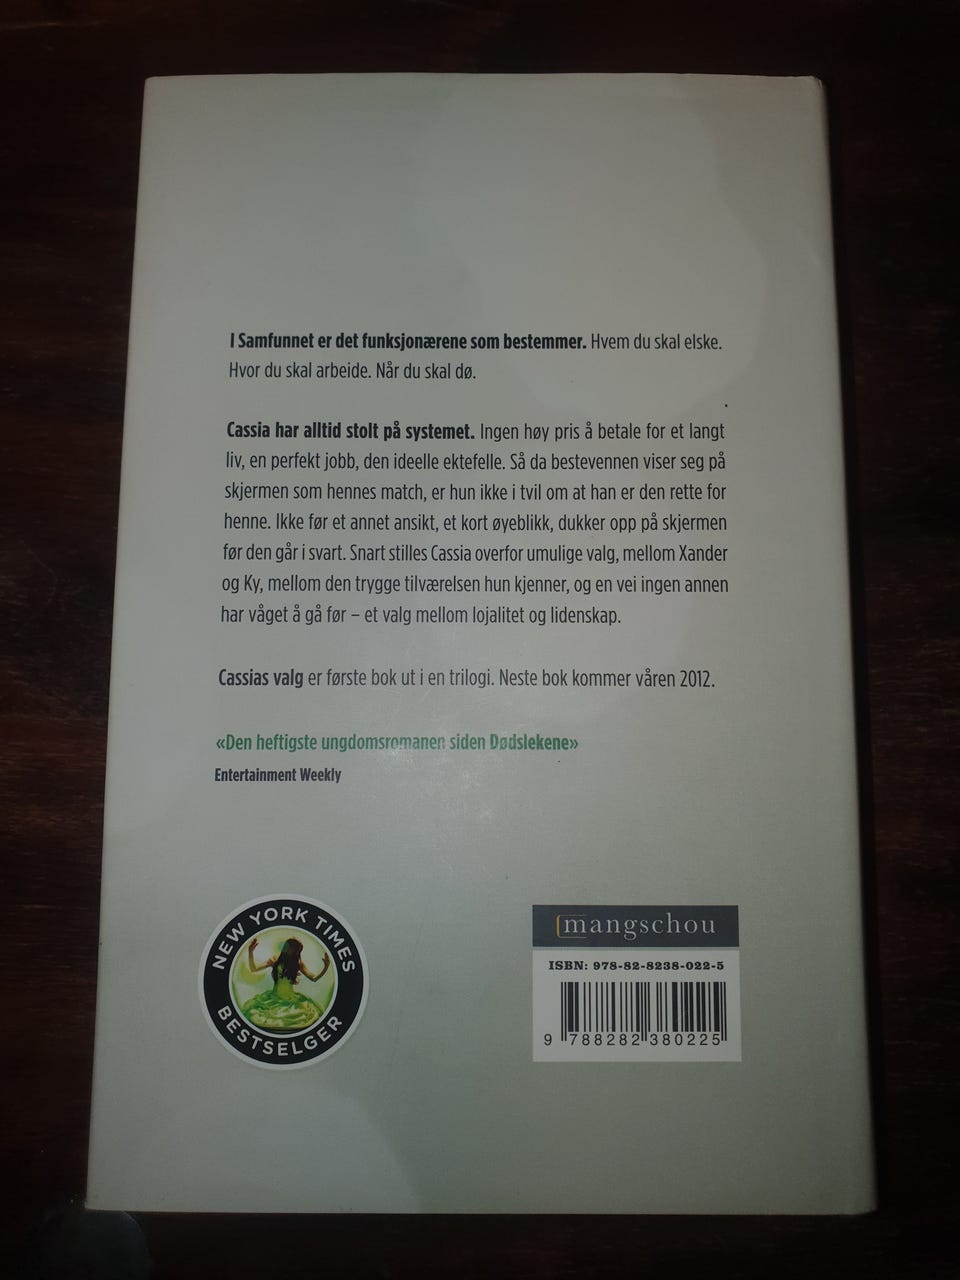 I Samfunnet er det funksjonærene som bestemmer. Hvem du skal elske.
Hvor du skal arbeide. Når du skal dø.
Cassia har alltid stolt på systemet. Ingen høy pris å betale for et langt
liv, en perfekt jobb, den ideelle ektefelle. Så da bestevennen viser seg på
skjermen som hennes match, er hun ikke i tvil om at han er den rette for
henne. Ikke før et annet ansikt, et kort øyeblikk, dukker opp på skjermen
før den går i svart. Snart stilles Cassia overfor umulige valg, mellom Xander
og Ky, mellom den trygge tilværelsen hun kjenner, og en vei ingen annen
har våget å gå før – et valg mellom lojalitet og lidenskap.
Cassias valg er første bok ut i en trilogi. Neste bok kommer våren 2012.
«Den heftigste ungdomsromanen siden Dødslekene»
Entertainment Weekly
NEW YORK TIMES
BESTSELGER
mangschou
ISBN: 978-82-8238-022-5
9 788282 380225